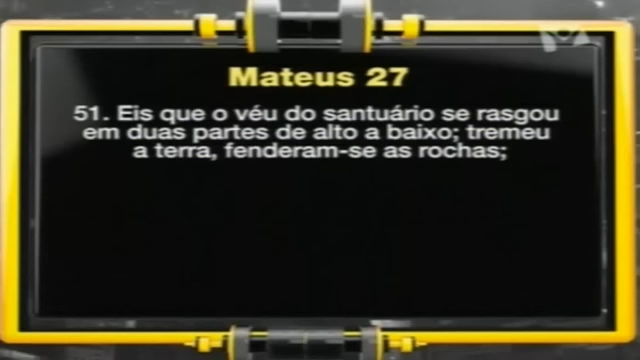 Mateus 27
51. Eis que o véu do santuário se rasgou
em duas partes de alto a baixo; tremeu
a terra, fenderam-se as rochas;